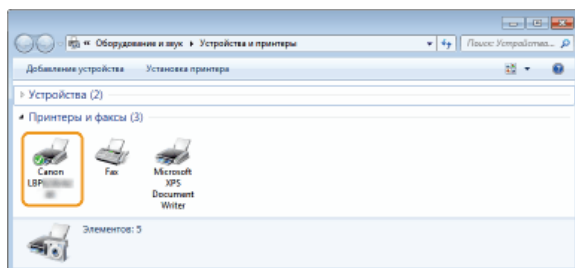 « Оборудование и звук Устройства и принтеры
Поиск: Устройства...
Добавление устройства Установка принтера
Устройства (2)
Принтеры и факсы (3)
Canon
LBP
Fax
Microsoft
XPS
Document
Writer
Элементов: 5